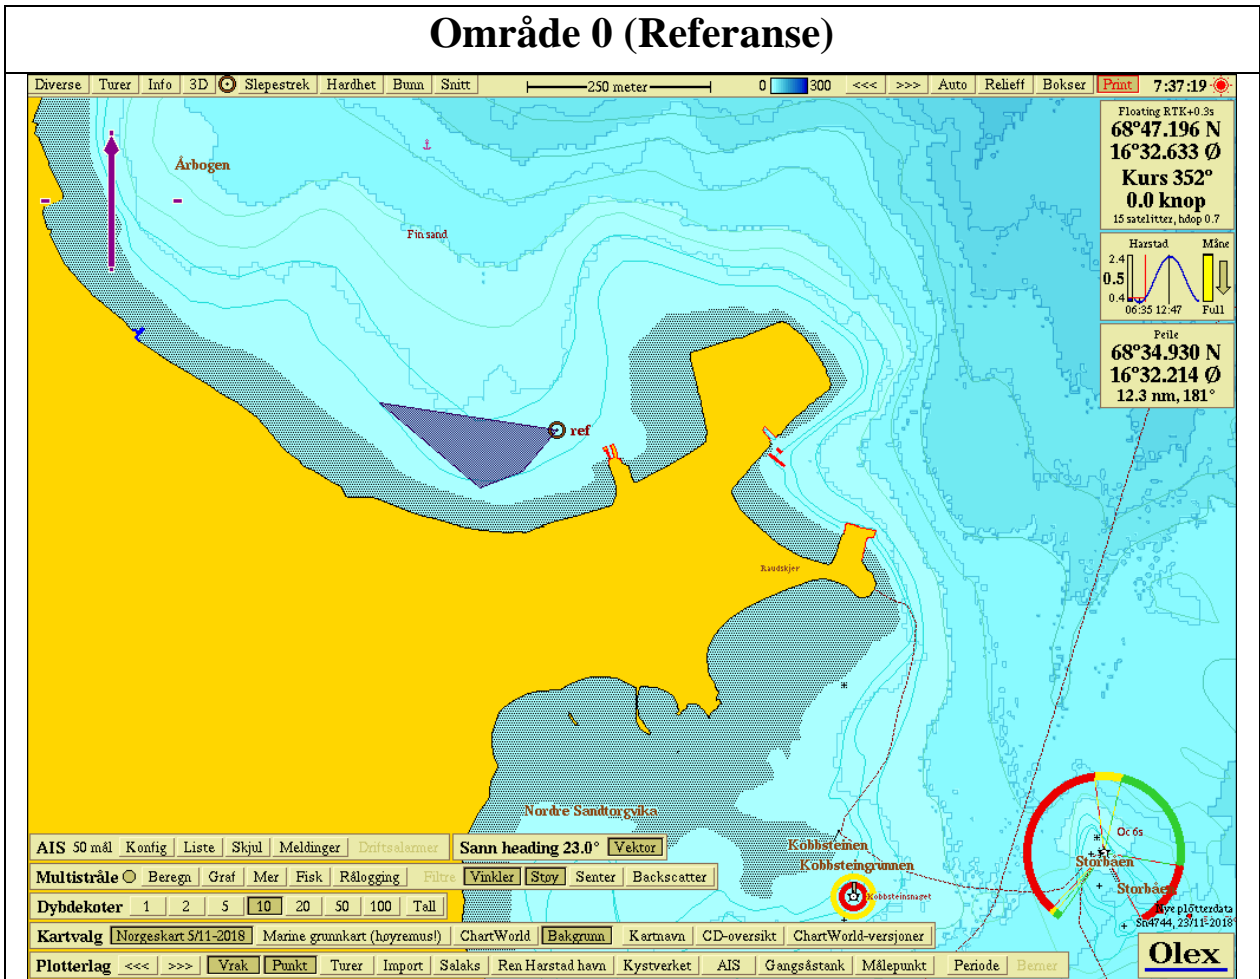 Område 0 (Referanse)
Diverse Turer Info 3D Slepestrek Hardhet Bunn Snitt 250 meter 0 300 <<< >>> Auto Relieff Bokser Print 7:37:19
Floating RTK+0.3s
68°47.196 N
16°32.633 Ø
Kurs 352°
0.0 knop
15 satelitter, hdop 0.7
Harstad Måne
2.4
0.5
0.4
06:35 12:47 Full
Peile
68°34.930 N
16°32.214 Ø
12.3 nm, 181°
Årbogen
Fin sand
ref
Raudskjer
Nordre Sandtorgvika
Kobbsteinen
Kobbsteingrunnen
Kobbsteinsnaget
Oc 6s
Storbåen
Storbåen
Nye plotterdata
Sn4744, 23/11-2018
Olex
AIS 50 mål Konfig Liste Skjul Meldinger Driftsalarmer Sann heading 23.0° Vektor
Multistråle Beregn Graf Mer Fisk Rålogging Filtre Vinkler Støy Senter Backscatter
Dybdekoter 1 2 5 10 20 50 100 Tall
Kartvalg Norgeskart 5/11-2018 Marine grunnkart (høyremus!) ChartWorld Bakgrunn Kartnavn CD-oversikt ChartWorld-versjoner
Plotterlag <<< >>> Vrak Punkt Turer Import Salaks Ren Harstad havn Kystverket AIS Gangsåstank Målepunkt Periode Berner